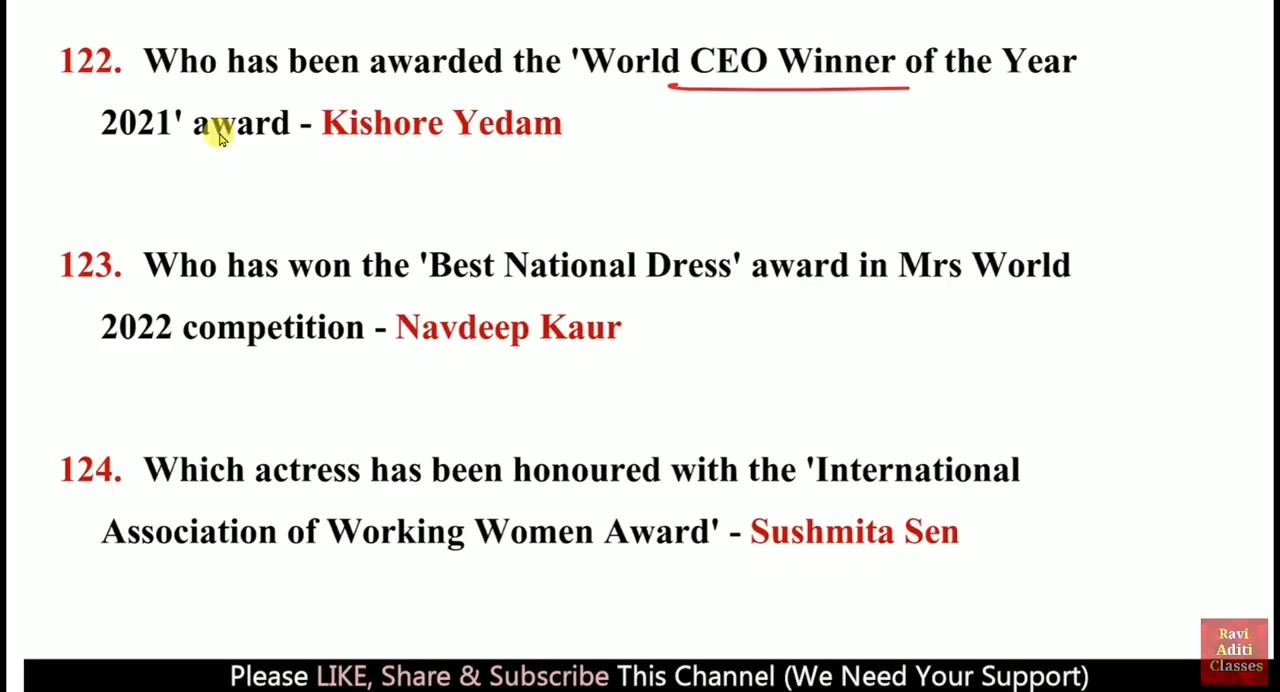 122. Who has been awarded the 'World CEO Winner of the Year
2021' award - Kishore Yedam
123. Who has won the 'Best National Dress' award in Mrs World
2022 competition - Navdeep Kaur
124. Which actress has been honoured with the 'International
Association of Working Women Award' - Sushmita Sen
Ravi
Aditi
Classes
Please LIKE, Share & Subscribe This Channel (We Need Your Support)